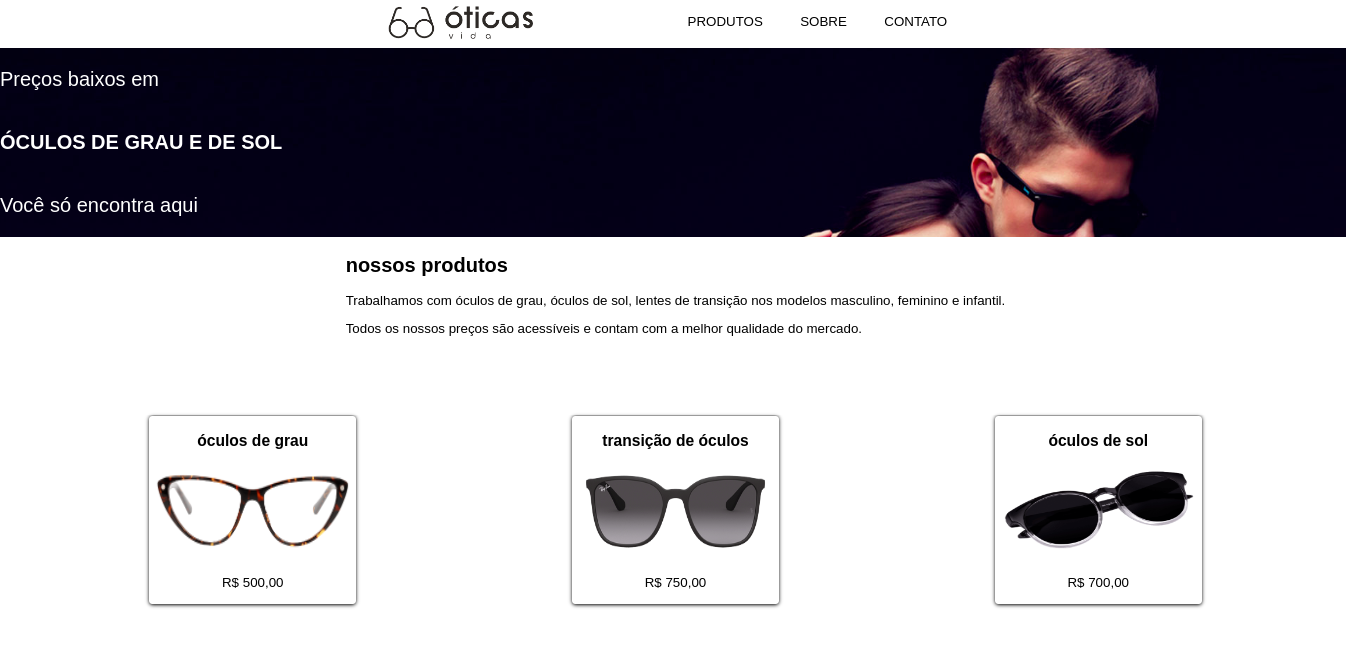 óticas
vida
PRODUTOS SOBRE CONTATO
Preços baixos em
ÓCULOS DE GRAU E DE SOL
Você só encontra aqui
nossos produtos
Trabalhamos com óculos de grau, óculos de sol, lentes de transição nos modelos masculino, feminino e infantil.
Todos os nossos preços são acessíveis e contam com a melhor qualidade do mercado.
óculos de grau
R$ 500,00
transição de óculos
R$ 750,00
óculos de sol
R$ 700,00